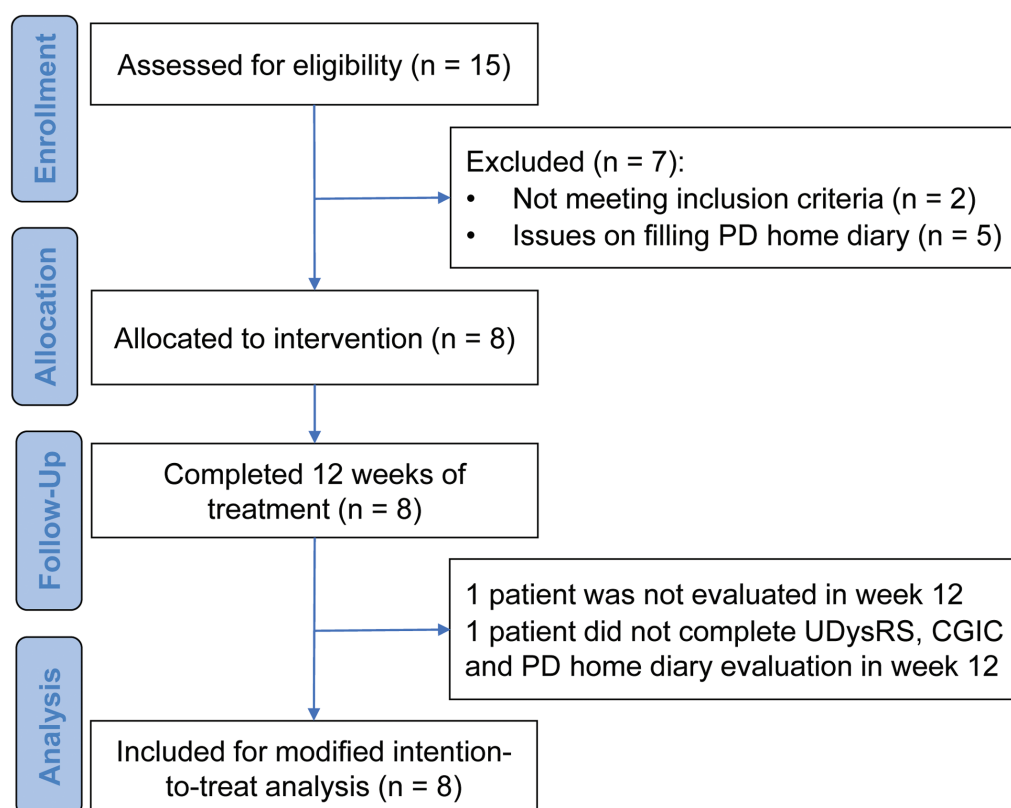 Enrollment
Assessed for eligibility (n = 15)
Excluded (n = 7):
• Not meeting inclusion criteria (n = 2)
• Issues on filling PD home diary (n = 5)
Allocation
Allocated to intervention (n = 8)
Follow-Up
Completed 12 weeks of
treatment (n = 8)
1 patient was not evaluated in week 12
1 patient did not complete UDysRS, CGIC
and PD home diary evaluation in week 12
Analysis
Included for modified intention-
to-treat analysis (n = 8)